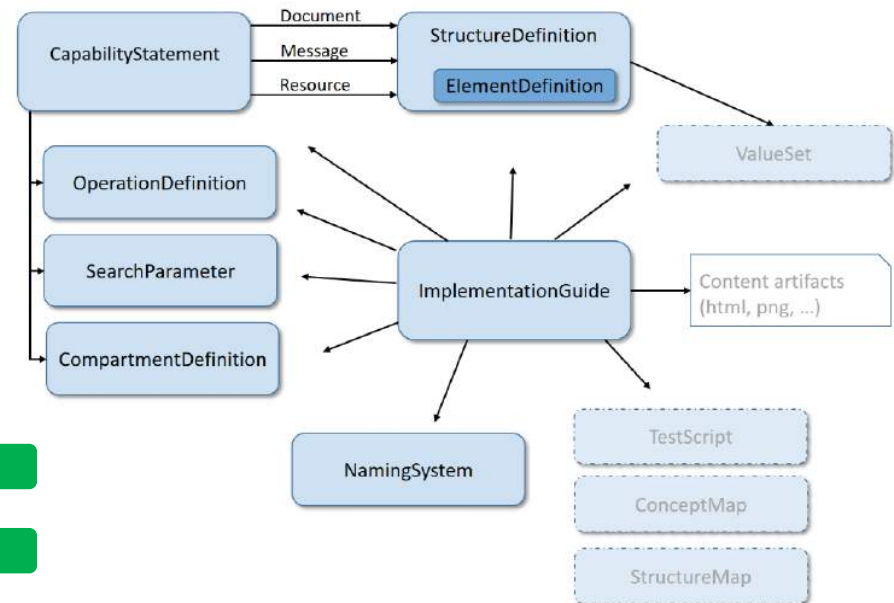 Document
CapabilityStatement
StructureDefinition
Message
Resource
ElementDefinition
ValueSet
OperationDefinition
SearchParameter
ImplementationGuide
Content artifacts
(html, png, ...)
CompartmentDefinition
TestScript
NamingSystem
ConceptMap
StructureMap